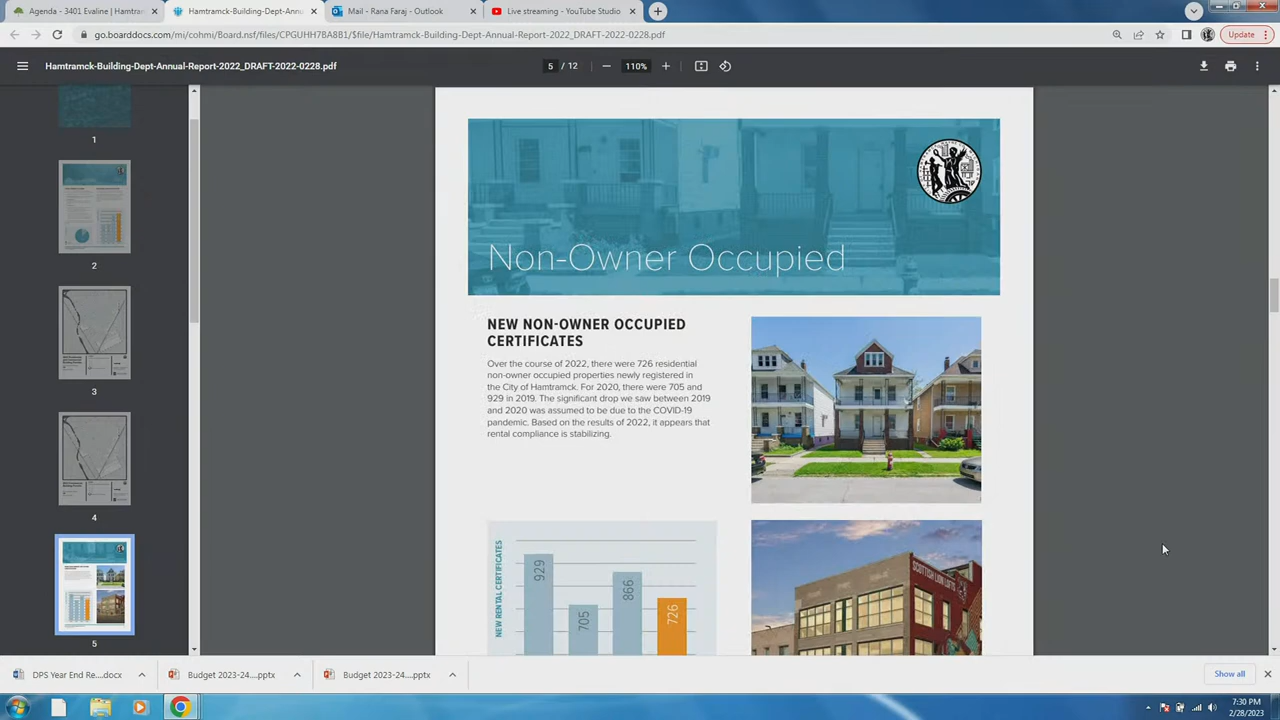 Agenda - 3401 Evaline | Hamtram
Hamtramck-Building-Dept-Annu
Mail - Rana Faraj - Outlook
Live streaming - YouTube Studio
go.boarddocs.com/mi/cohmi/Board.nsf/files/CPGUHH78A881/$file/Hamtramck-Building-Dept-Annual-Report-2022_DRAFT-2022-0228.pdf
Update
Hamtramck-Building-Dept-Annual-Report-2022_DRAFT-2022-0228.pdf
5 / 12
110%
1
2
3
4
5
Non-Owner Occupied
NEW NON-OWNER OCCUPIED
CERTIFICATES
Over the course of 2022, there were 726 residential
non-owner occupied properties newly registered in
the City of Hamtramck. For 2020, there were 705 and
929 in 2019. The significant drop we saw between 2019
and 2020 was assumed to be due to the COVID-19
pandemic. Based on the results of 2022, it appears that
rental compliance is stabilizing.
NEW RENTAL CERTIFICATES
929
705
866
726
SCOTTISH LION LOFTS
DPS Year End Re....docx
Budget 2023-24....pptx
Budget 2023-24....pptx
Show all
7:30 PM
2/28/2023